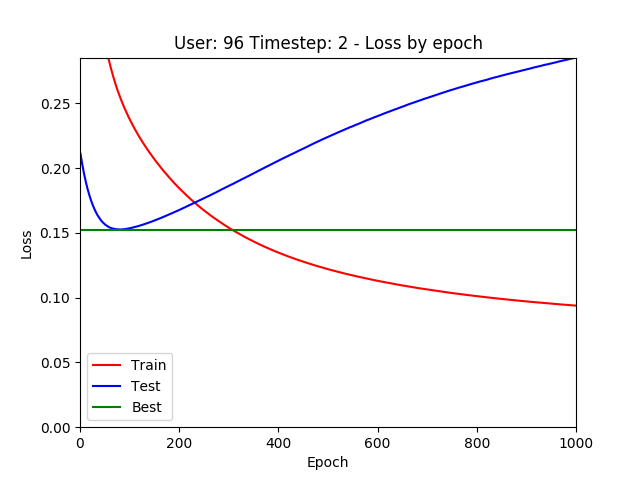 User: 96 Timestep: 2 - Loss by epoch
0.25
0.20
0.15
0.10
0.05
0.00
Loss
Train
Test
Best
0 200 400 600 800 1000
Epoch